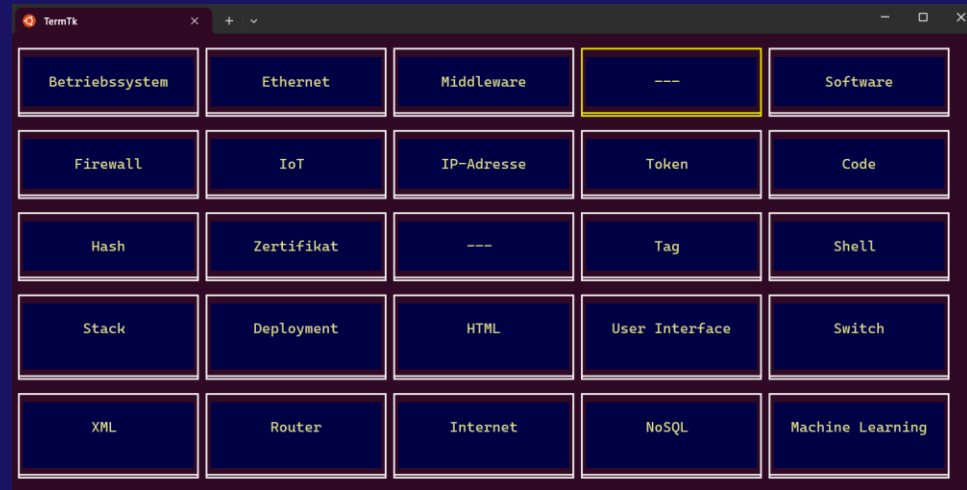 TermTk
Betriebssystem Ethernet Middleware --- Software
Firewall IoT IP-Adresse Token Code
Hash Zertifikat --- Tag Shell
Stack Deployment HTML User Interface Switch
XML Router Internet NoSQL Machine Learning